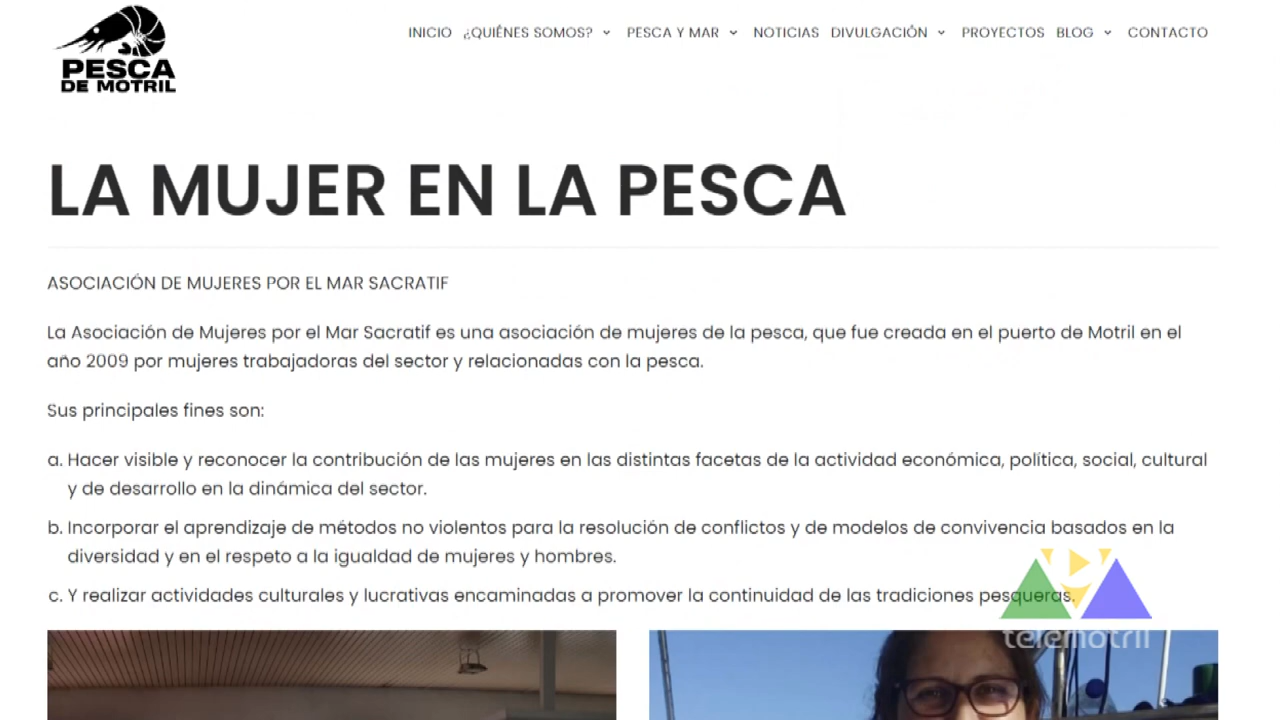 PESCA
DE MOTRIL
INICIO ¿QUIÉNES SOMOS? PESCA Y MAR NOTICIAS DIVULGACIÓN PROYECTOS BLOG CONTACTO
LA MUJER EN LA PESCA
ASOCIACIÓN DE MUJERES POR EL MAR SACRATIF
La Asociación de Mujeres por el Mar Sacratif es una asociación de mujeres de la pesca, que fue creada en el puerto de Motril en el
año 2009 por mujeres trabajadoras del sector y relacionadas con la pesca.
Sus principales fines son:
a. Hacer visible y reconocer la contribución de las mujeres en las distintas facetas de la actividad económica, política, social, cultural
y de desarrollo en la dinámica del sector.
b. Incorporar el aprendizaje de métodos no violentos para la resolución de conflictos y de modelos de convivencia basados en la
diversidad y en el respeto a la igualdad de mujeres y hombres.
c. Y realizar actividades culturales y lucrativas encaminadas a promover la continuidad de las tradiciones pesqueras.
telemotril